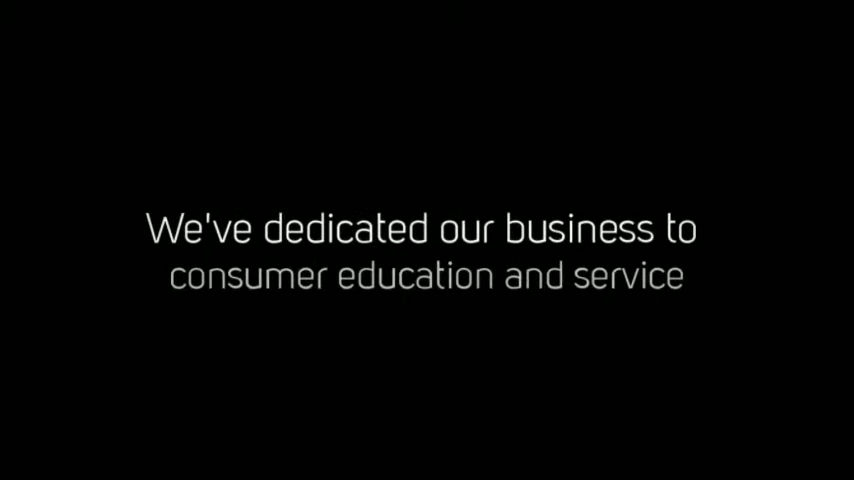 We've dedicated our business to
consumer education and service